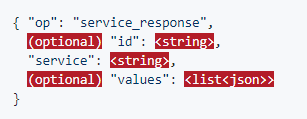 { "op": "service_response",
(optional) "id": <string>,
"service": <string>,
(optional) "values": <list<json>>
}